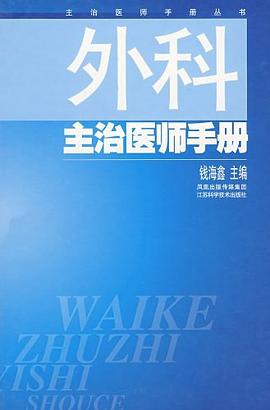 主治医师手册丛书
外科
主治医师手册
钱海鑫 主编
凤凰出版传媒集团
江苏科学技术出版社
WAIKE
ZHUZHI
YISHI
SHOUCE